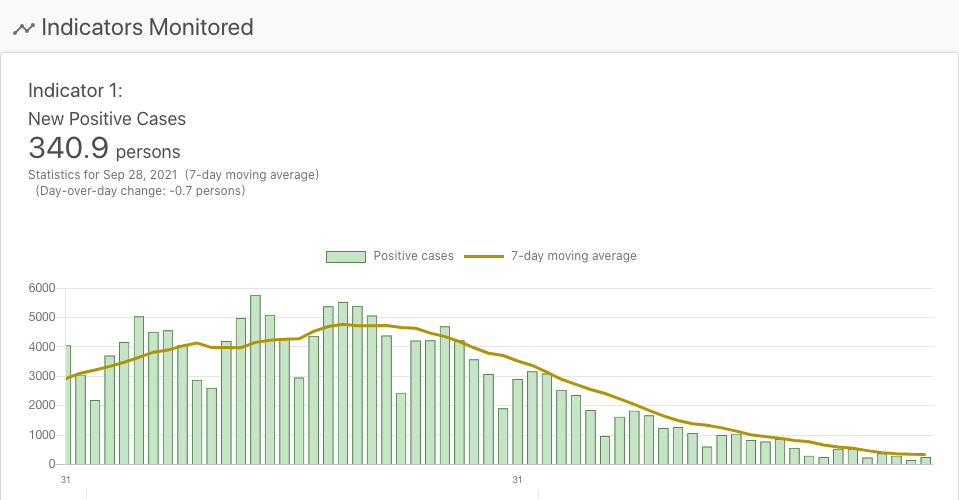 Indicators Monitored
Indicator 1:
New Positive Cases
340.9 persons
Statistics for Sep 28, 2021 (7-day moving average)
(Day-over-day change: -0.7 persons)
Positive cases 7-day moving average
6000
5000
4000
3000
2000
1000
0
31 31